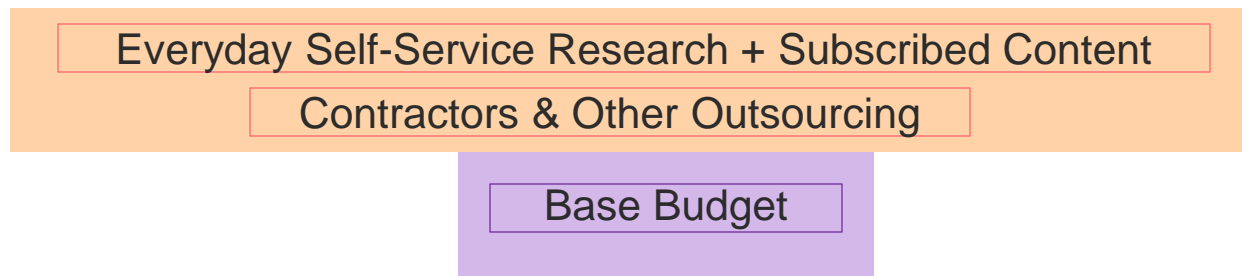 Everyday Self-Service Research + Subscribed Content
Contractors & Other Outsourcing
Base Budget